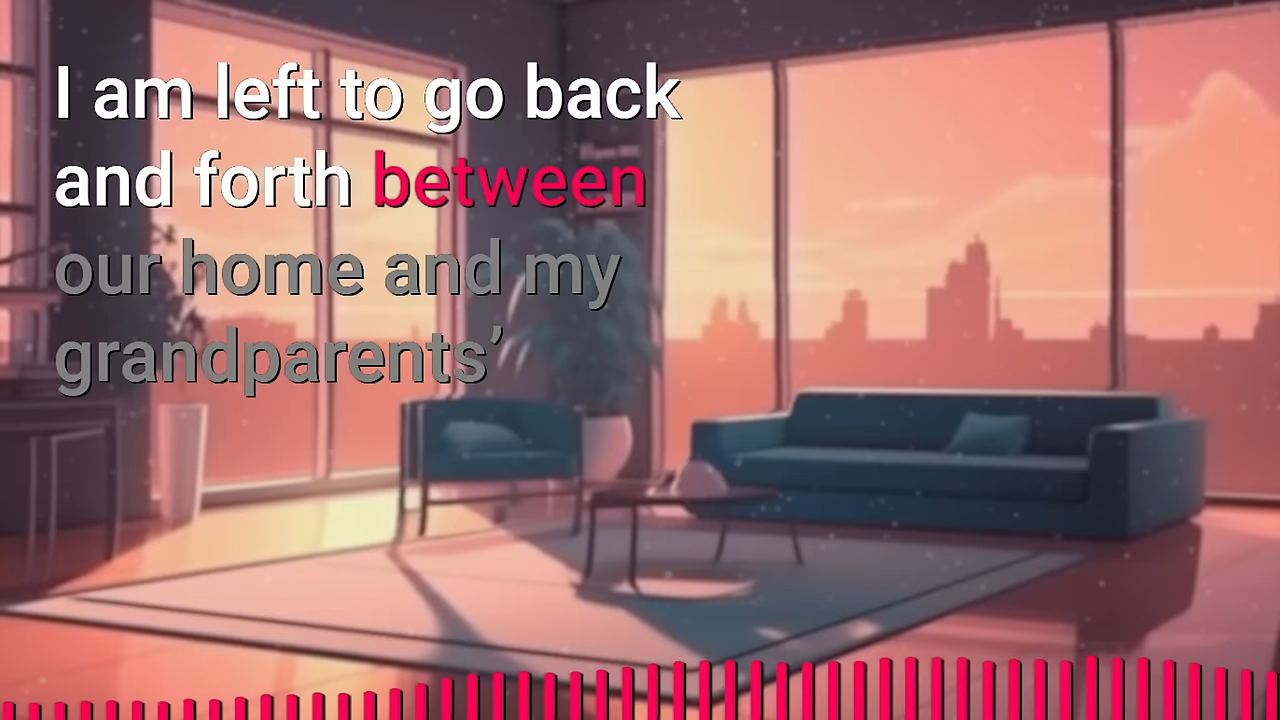 I am left to go back
and forth between
our home and my
grandparents’